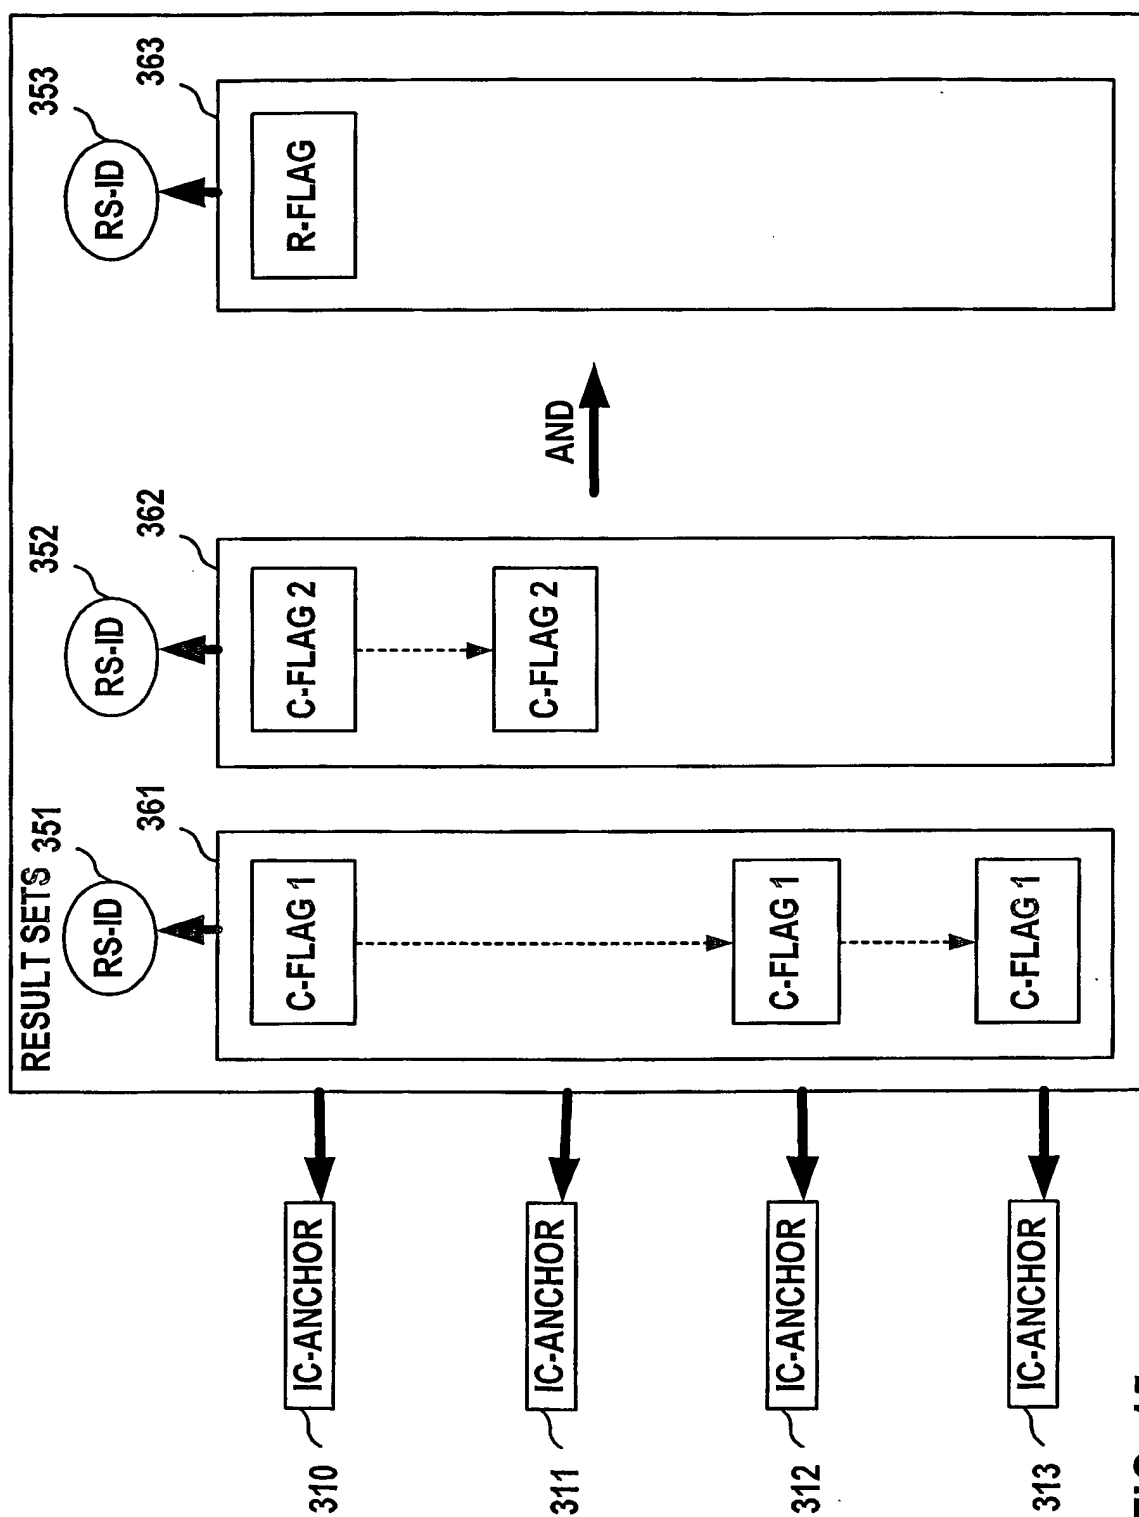 RESULT SETS
351
352
353
RS-ID
RS-ID
RS-ID
361
362
363
310
IC-ANCHOR
C-FLAG 1
C-FLAG 2
R-FLAG
311
IC-ANCHOR
C-FLAG 2
AND
312
IC-ANCHOR
C-FLAG 1
313
IC-ANCHOR
C-FLAG 1